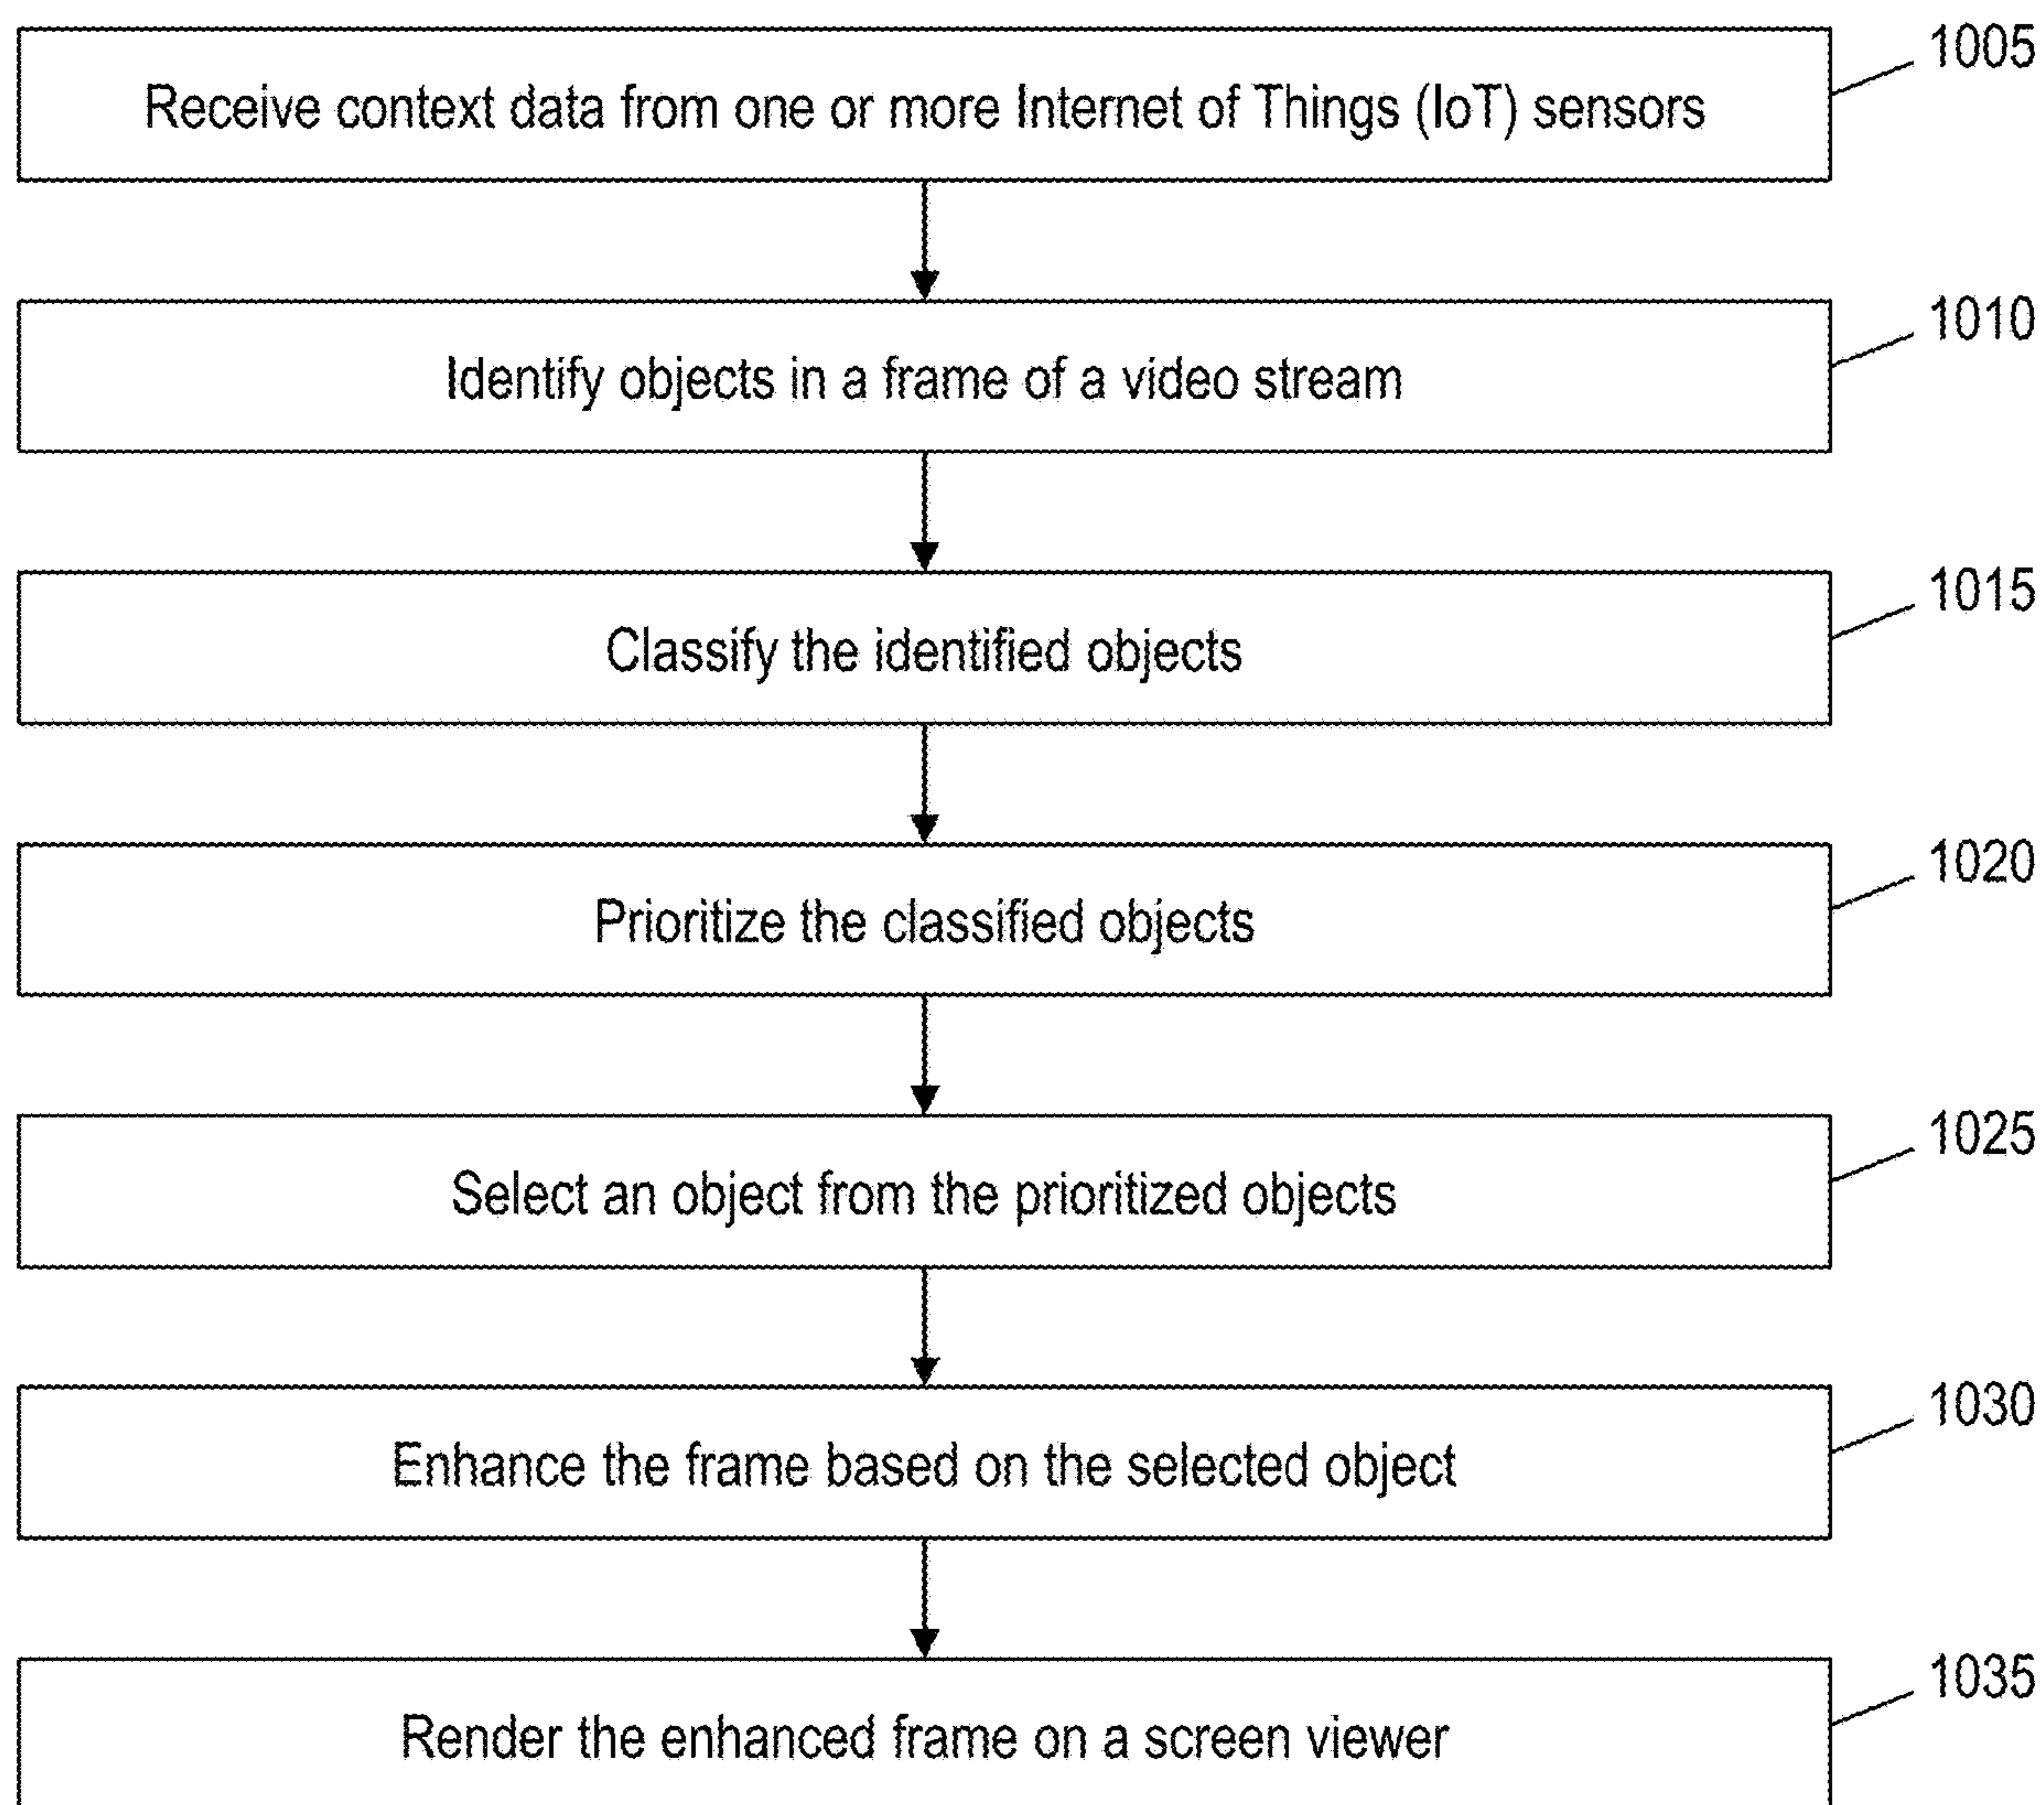 1005
Receive context data from one or more Internet of Things (IoT) sensors
1010
Identify objects in a frame of a video stream
1015
Classify the identified objects
1020
Prioritize the classified objects
1025
Select an object from the prioritized objects
1030
Enhance the frame based on the selected object
1035
Render the enhanced frame on a screen viewer